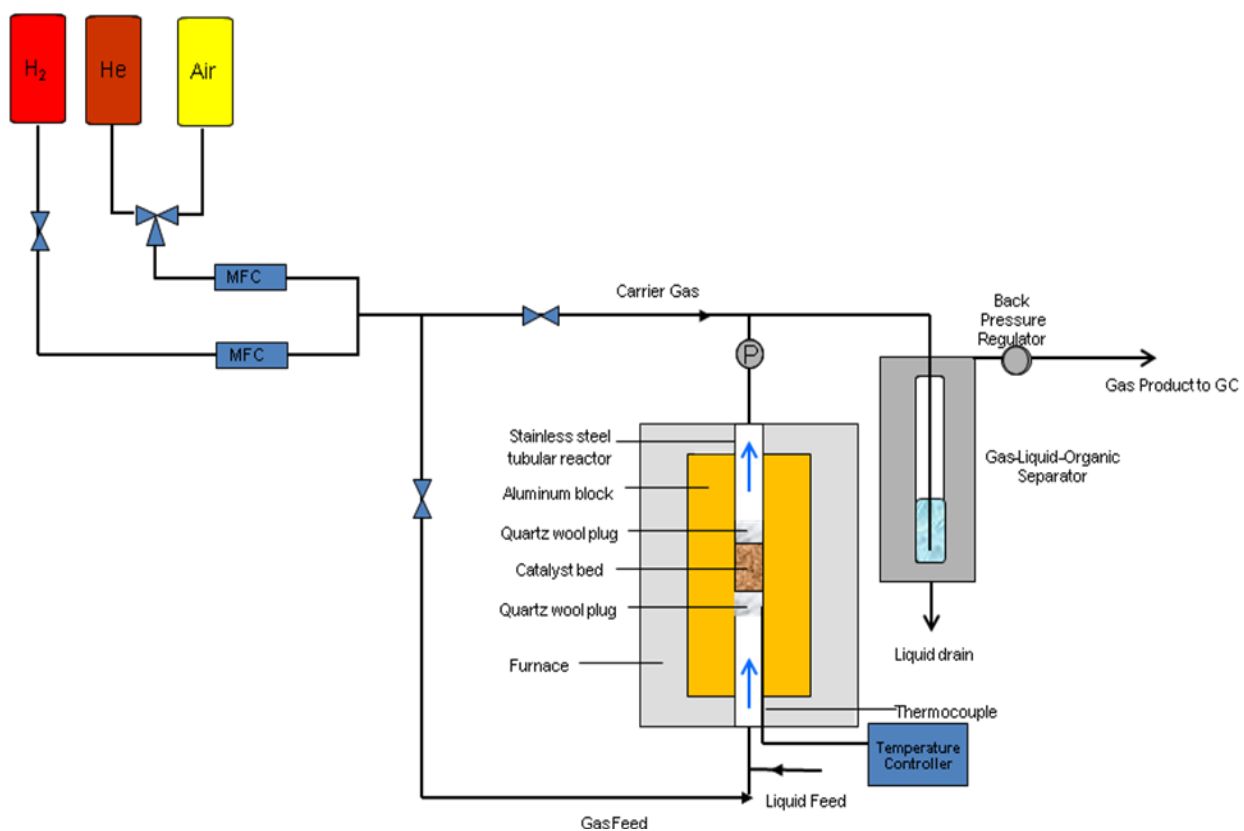 H₂
He
Air
MFC
MFC
Carrier Gas
P
Back
Pressure
Regulator
Gas Product to GC
Stainless steel
tubular reactor
Aluminum block
Quartz wool plug
Catalyst bed
Quartz wool plug
Furnace
Gas-Liquid-Organic
Separator
Liquid drain
Thermocouple
Temperature
Controller
Liquid Feed
Gas Feed